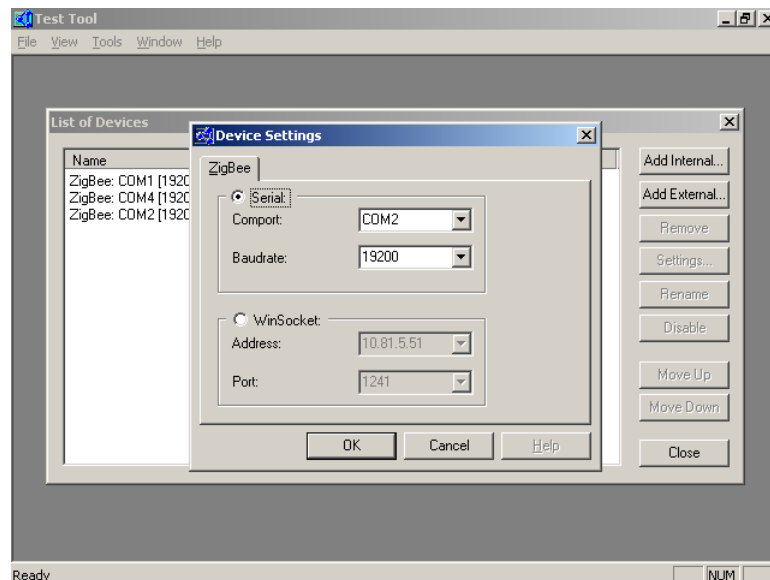 Test Tool
File View Tools Window Help
List of Devices
Name
ZigBee: COM1 [1920
ZigBee: COM4 [1920
ZigBee: COM2 [1920
Device Settings
ZigBee
Serial:
Comport: COM2
Baudrate: 19200
WinSocket:
Address: 10.81.5.51
Port: 1241
OK Cancel Help
Add Internal...
Add External...
Remove
Settings...
Rename
Disable
Move Up
Move Down
Close
Ready NUM